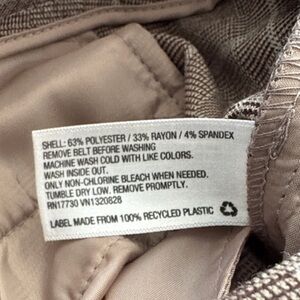 SHELL: 63% POLYESTER / 33% RAYON / 4% SPANDEX
REMOVE BELT BEFORE WASHING
MACHINE WASH COLD WITH LIKE COLORS.
WASH INSIDE OUT.
ONLY NON-CHLORINE BLEACH WHEN NEEDED.
TUMBLE DRY LOW. REMOVE PROMPTLY.
RN17730 VN1320828
LABEL MADE FROM 100% RECYCLED PLASTIC